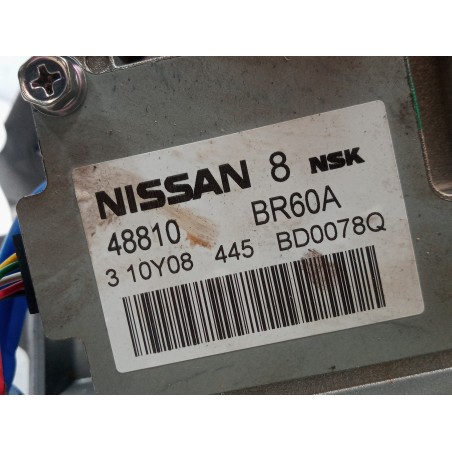 NISSAN 8 NSK
48810 BR60A
3 10Y08 445 BD0078Q